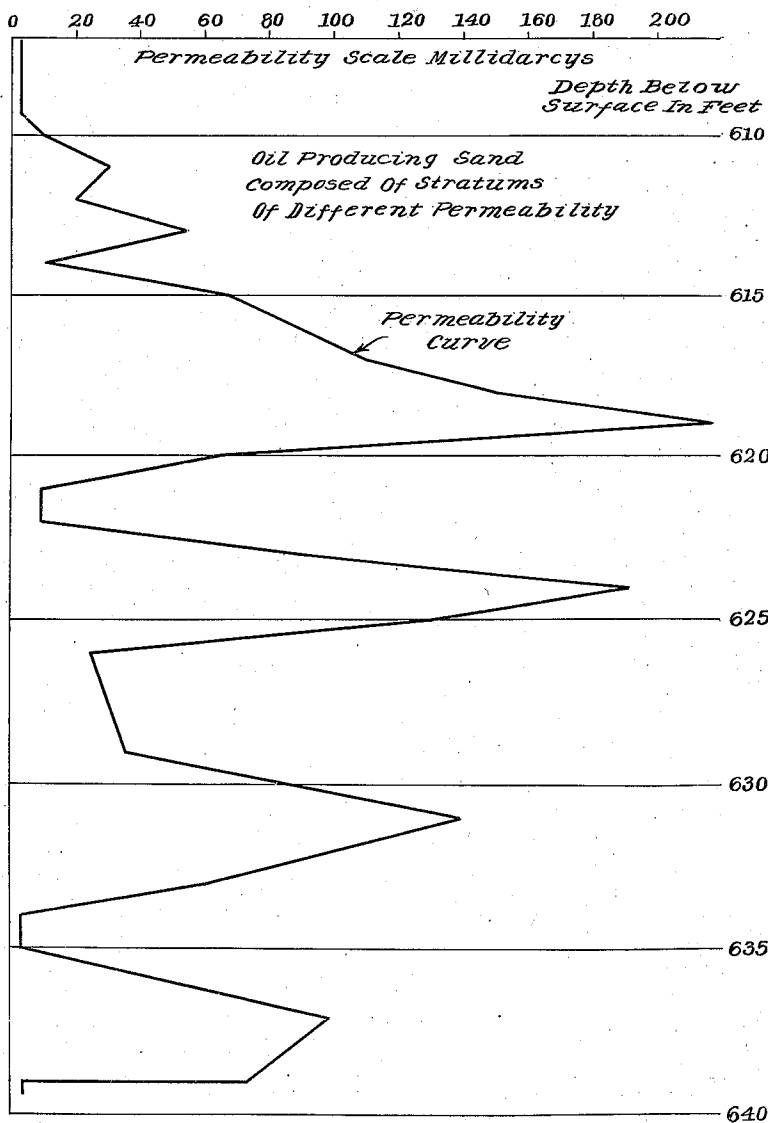 0 20 40 60 80 100 120 140 160 180 200
Permeability Scale Millidarcys
Depth Below
Surface In Feet
610
Oil Producing Sand
Composed Of Stratums
Of Different Permeability
615
Permeability
Curve
620
625
630
635
640